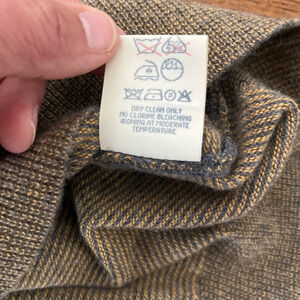 DRY CLEAN ONLY
NO CLORINE BLEACHING
IRONING AT MODERATE
TEMPERATURE